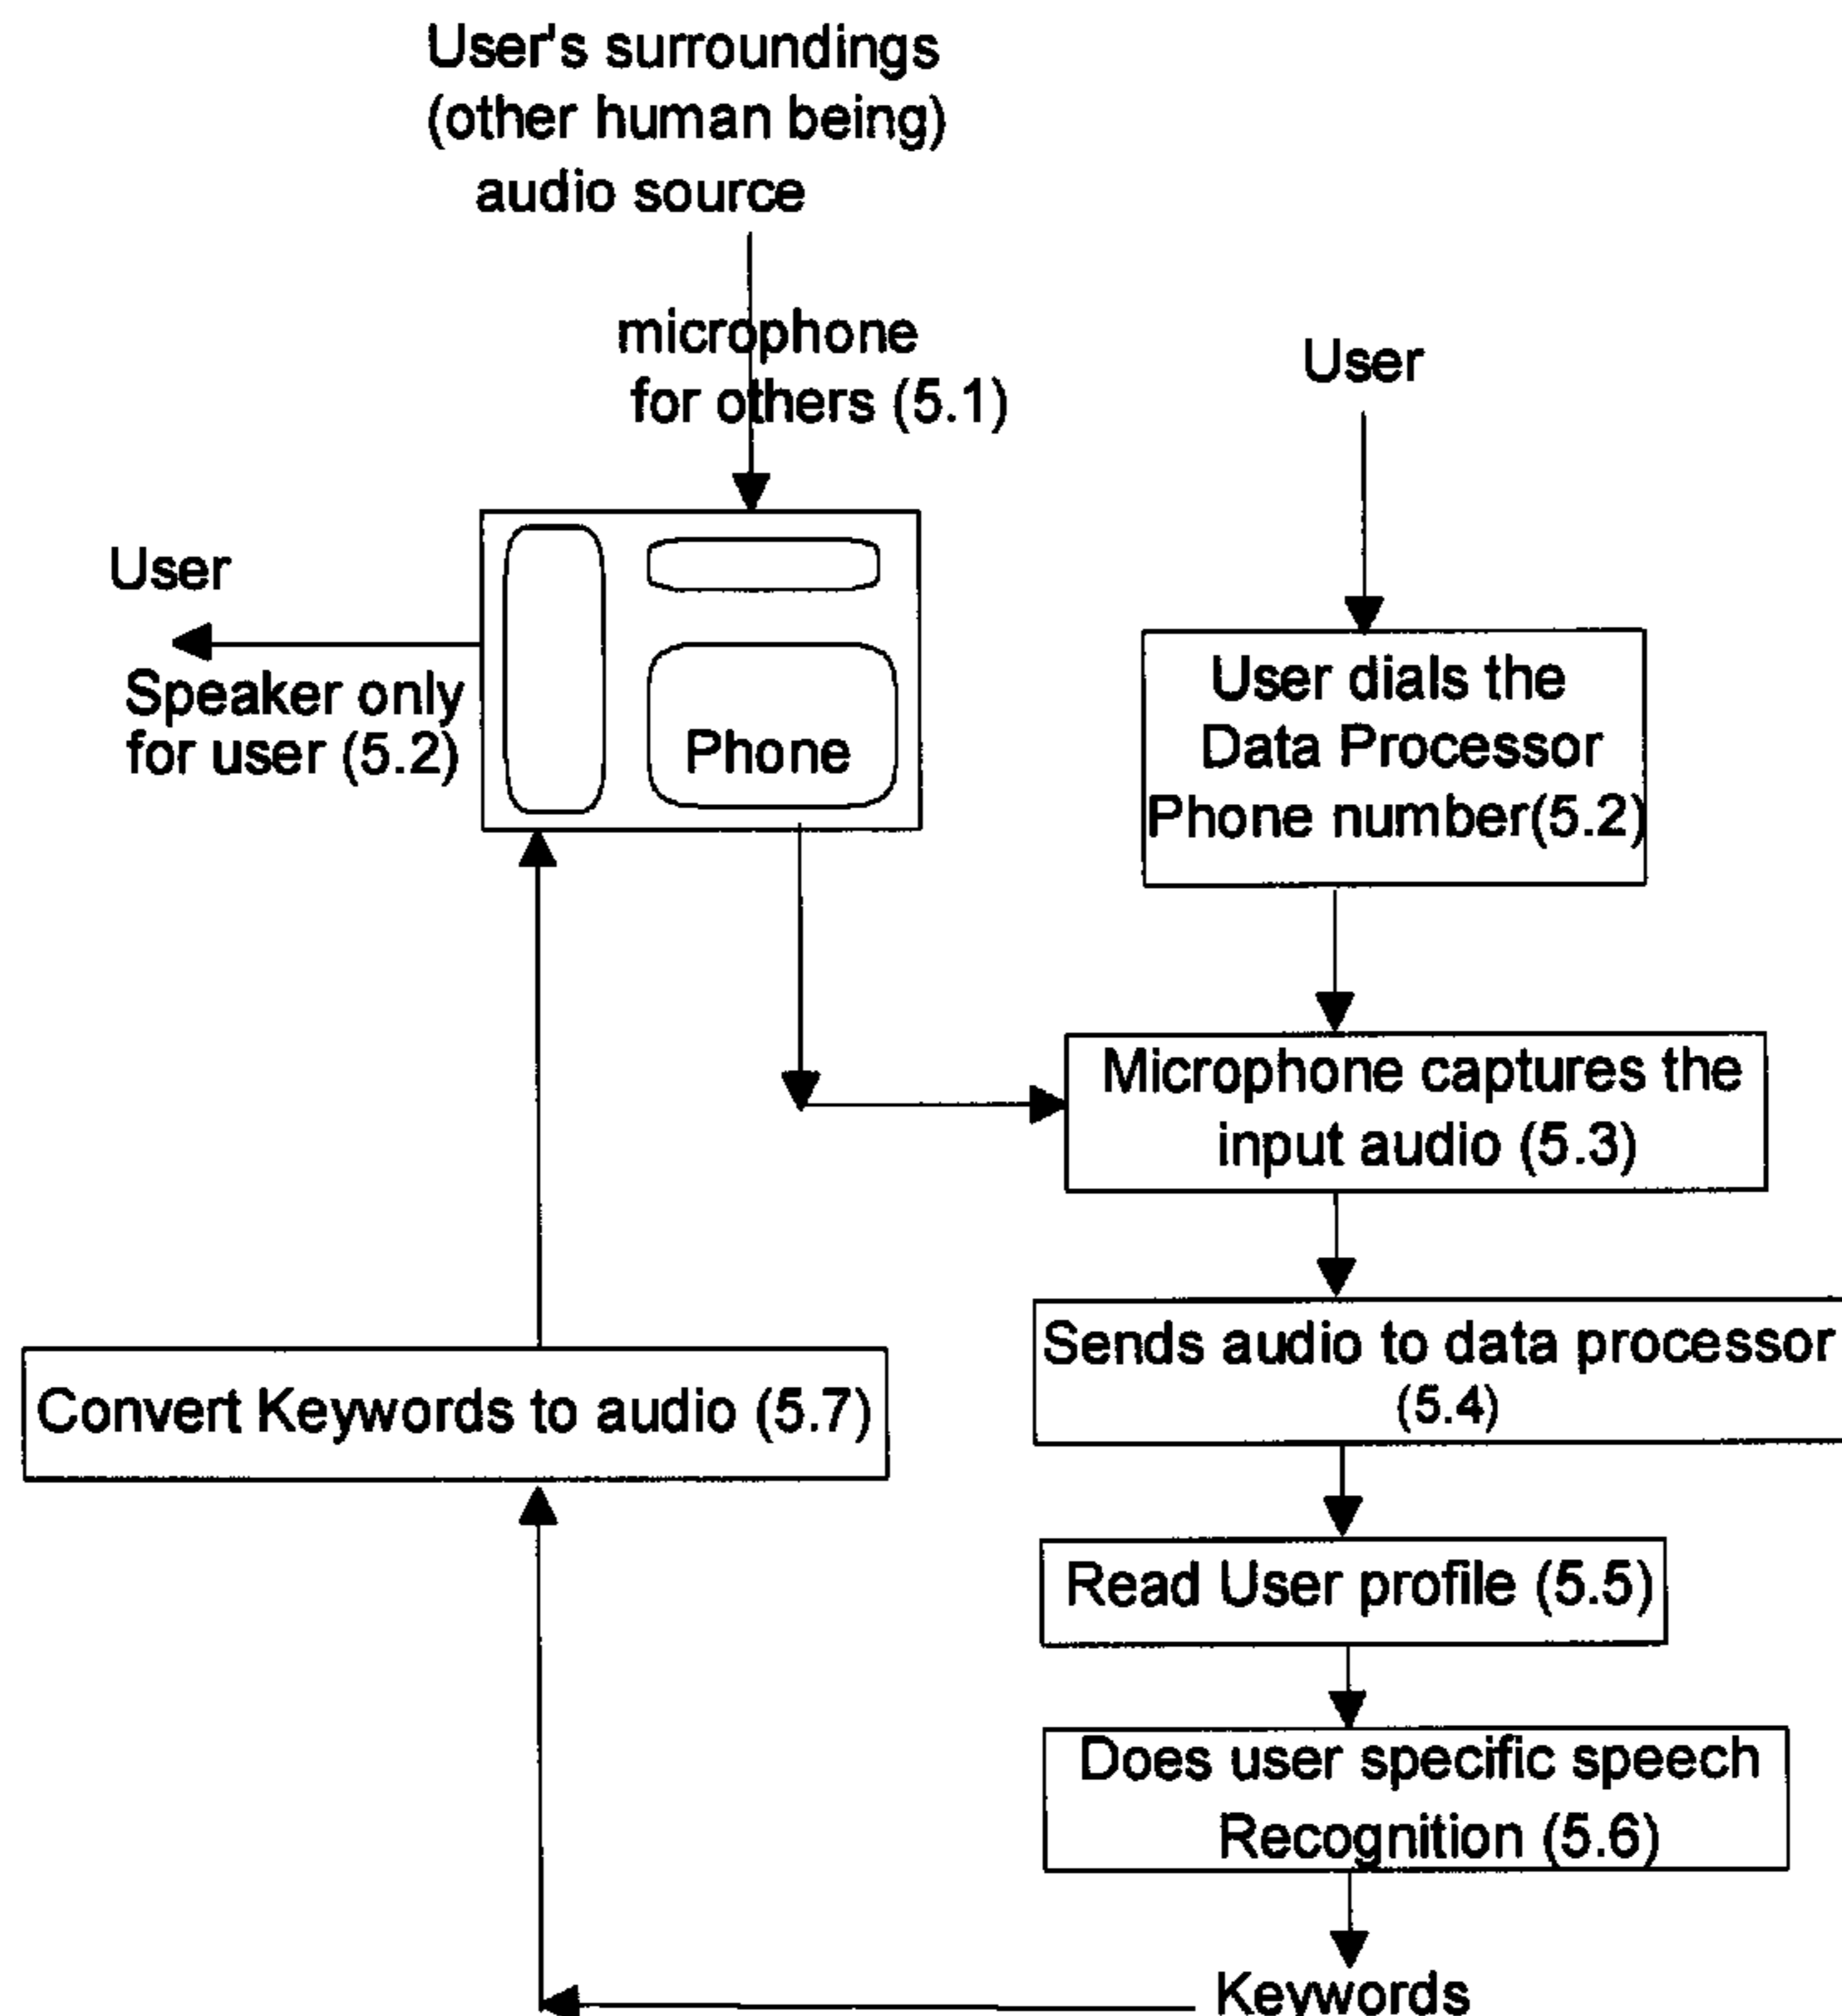 User's surroundings
(other human being)
audio source
microphone
for others (5.1)
User
User
Speaker only
for user (5.2)
Phone
User dials the
Data Processor
Phone number(5.2)
Microphone captures the
input audio (5.3)
Sends audio to data processor
(5.4)
Convert Keywords to audio (5.7)
Read User profile (5.5)
Does user specific speech
Recognition (5.6)
Keywords